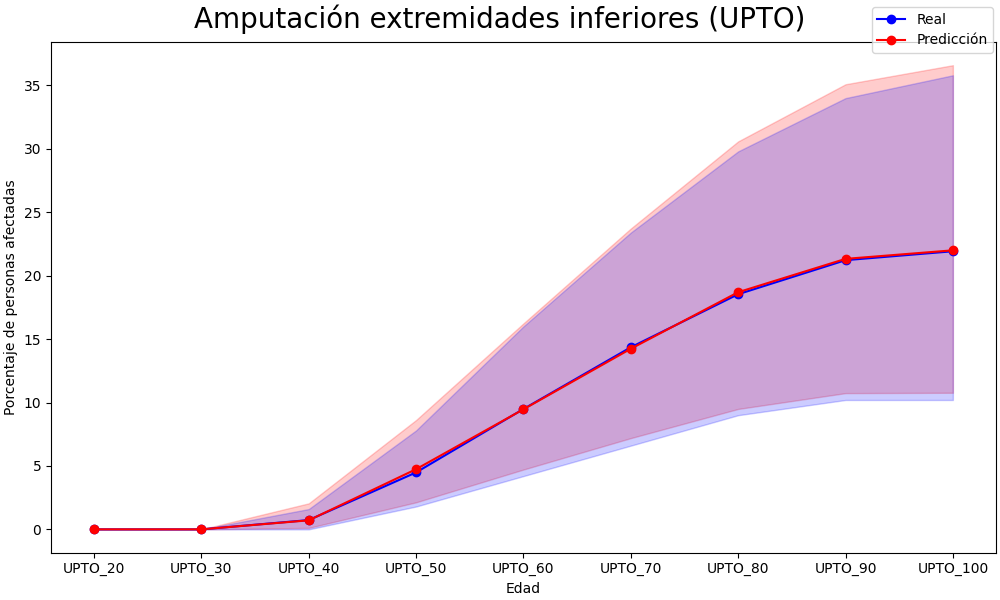 Amputación extremidades inferiores (UPTO)
Real
Predicción
Porcentaje de personas afectadas
35
30
25
20
15
10
5
0
UPTO_20 UPTO_30 UPTO_40 UPTO_50 UPTO_60 UPTO_70 UPTO_80 UPTO_90 UPTO_100
Edad